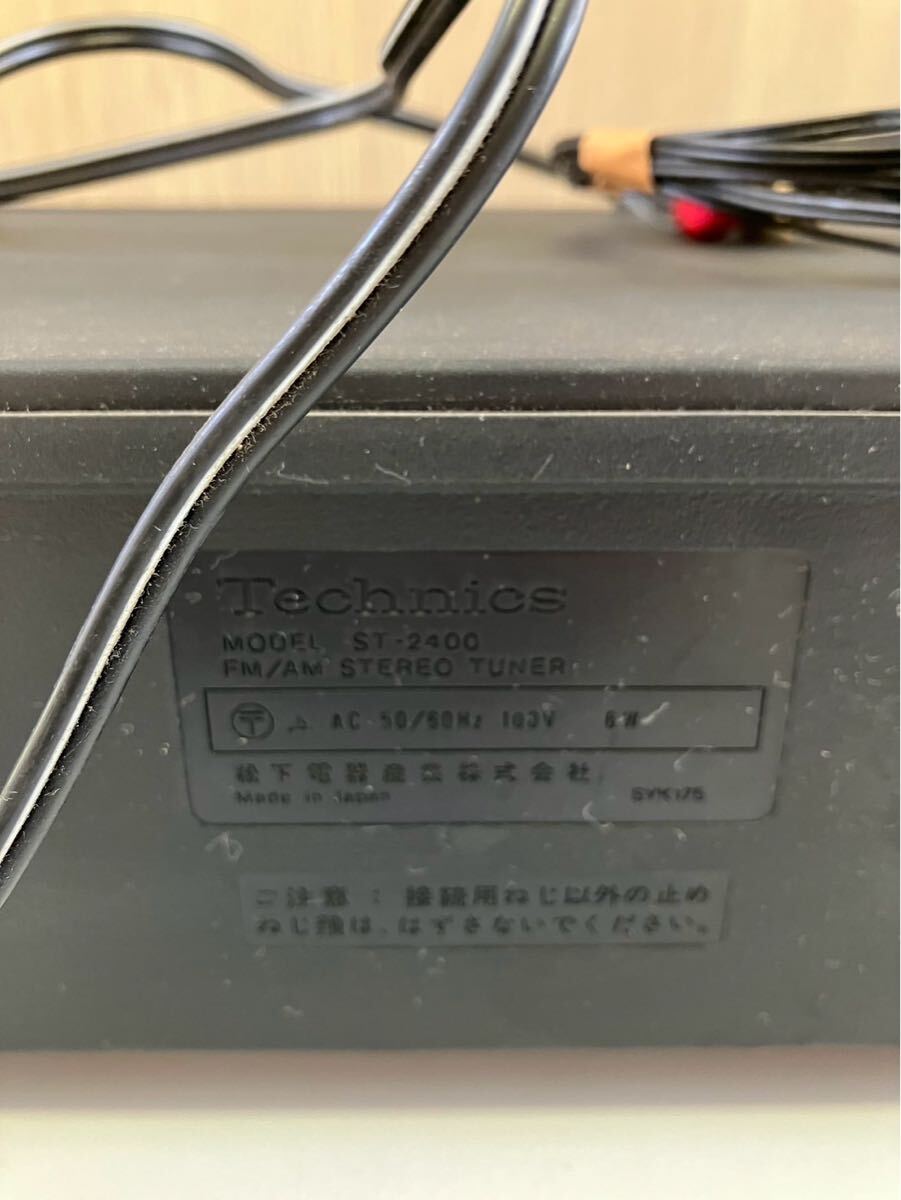 Technics
MODEL ST-2400
FM/AM STEREO TUNER
〒 AC 50/60Hz 100V 6W
松下電器産業株式会社
Made in Japan
ご注意:接続用ねじ以外の止め
ねじ類は、はずさないでください。